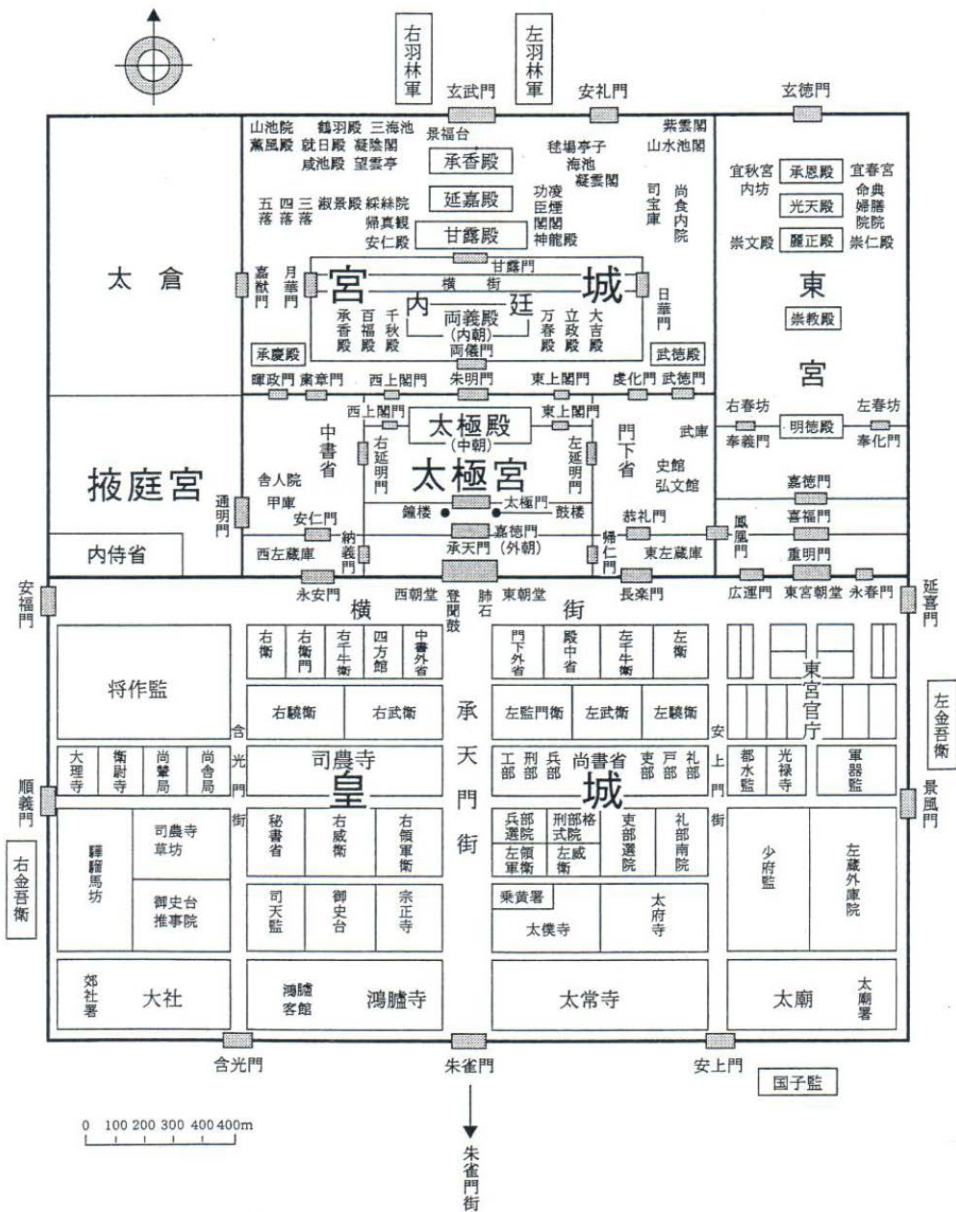 右羽林軍
左羽林軍
玄武門
安礼門
玄徳門
山池院 鶴羽殿 三海池
薫風殿 就日殿 凝陰閣
咸池殿 望雲亭
景福台
承香殿
毬場亭子
海池
凝雲閣
紫雲閣
山水池閣
宜秋宮
内坊
承恩殿
宜春宮
延嘉殿
功臣閣
凌煙閣
神龍殿
司宝庫
尚食内院
光天殿
命婦院
典膳院
五落
四落
三落
淑景殿
綵絲院
帰真観
安仁殿
甘露殿
崇文殿
麗正殿
崇仁殿
太倉
嘉猷門
月華門
甘露門
横街
宮城
日華門
内廷
両義殿
(内朝)
両儀門
承香殿
百福殿
千秋殿
万春殿
立政殿
大吉殿
東宮
崇教殿
承慶殿
武徳殿
暉政門
粛章門
西上閤門
朱明門
東上閤門
虔化門
武徳門
右春坊
左春坊
奉義門
明徳殿
奉化門
西上閤門
太極殿
(中朝)
東上閤門
武庫
中書省
右延明門
左延明門
門下省
太極宮
掖庭宮
舎人院
甲庫
史館
弘文館
通明門
鐘楼
太極門
鼓楼
嘉徳門
安仁門
恭礼門
鳳凰門
喜福門
嘉徳門
承天門
(外朝)
内侍省
西左蔵庫
納義門
帰仁門
東左蔵庫
重明門
安福門
永安門
西朝堂
登聞鼓
肺石
東朝堂
長楽門
広運門
東宮朝堂
永春門
延喜門
横街
将作監
右衛
右衛門
右千牛衛
四方館
中書外省
門下外省
殿中省
左千牛衛
左衛
東宮官庁
右驍衛
右武衛
承天門街
左監門衛
左武衛
左驍衛
左金吾衛
含光門街
安上門街
大理寺
衛尉寺
尚輦局
尚舎局
司農寺
工部
刑部
兵部
尚書省
吏部
戸部
礼部
都水監
光禄寺
軍器監
順義門
皇城
景風門
右金吾衛
騂騮馬坊
司農寺
草坊
御史台
推事院
秘書省
右威衛
右領軍衛
兵部
選院
刑部格
式院
左領
軍衛
左威
衛
吏部選院
礼部南院
少府監
左蔵外庫院
司天監
御史台
宗正寺
乗黄署
太僕寺
太府寺
郊社署
大社
鴻臚
客館
鴻臚寺
太常寺
太廟
太廟署
含光門
朱雀門
安上門
国子監
0 100 200 300 400 400m
朱雀門街